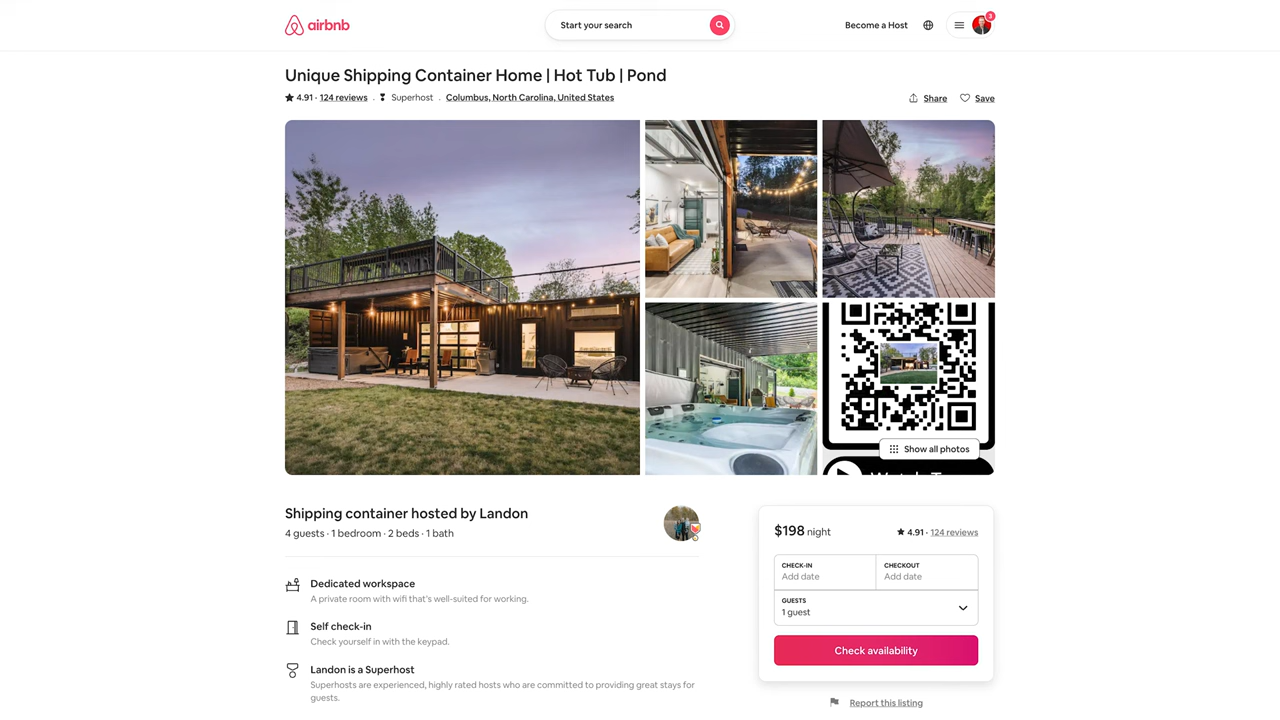 airbnb
Start your search
Become a Host
3
Unique Shipping Container Home | Hot Tub | Pond
4.91 · 124 reviews · Superhost · Columbus, North Carolina, United States
Share
Save
Show all photos
Shipping container hosted by Landon
4 guests · 1 bedroom · 2 beds · 1 bath
Dedicated workspace
A private room with wifi that's well-suited for working.
Self check-in
Check yourself in with the keypad.
Landon is a Superhost
Superhosts are experienced, highly rated hosts who are committed to providing great stays for
guests.
$198 night
4.91 · 124 reviews
CHECK-IN
Add date
CHECKOUT
Add date
GUESTS
1 guest
Check availability
Report this listing